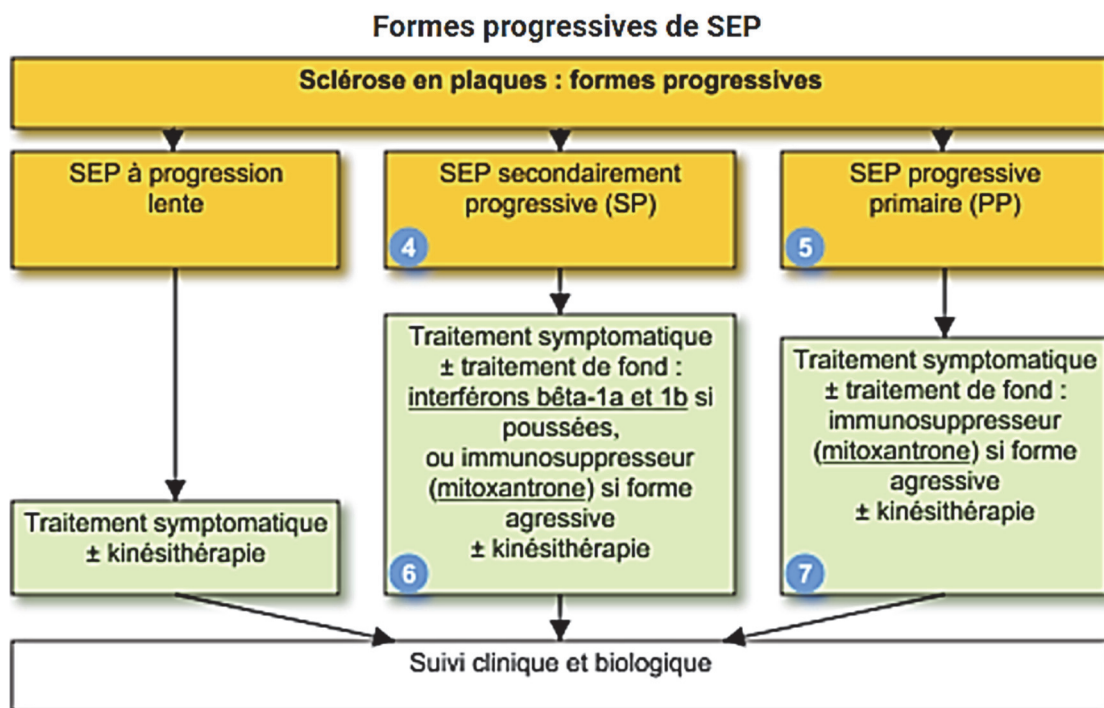 Formes progressives de SEP
Sclérose en plaques : formes progressives
SEP à progression
lente
SEP secondairement
progressive (SP)
4
SEP progressive
primaire (PP)
5
Traitement symptomatique
± kinésithérapie
Traitement symptomatique
± traitement de fond :
interférons bêta-1a et 1b si
poussées,
ou immunosuppresseur
(mitoxantrone) si forme
agressive
± kinésithérapie
6
Traitement symptomatique
± traitement de fond :
immunosuppresseur
(mitoxantrone) si forme
agressive
± kinésithérapie
7
Suivi clinique et biologique